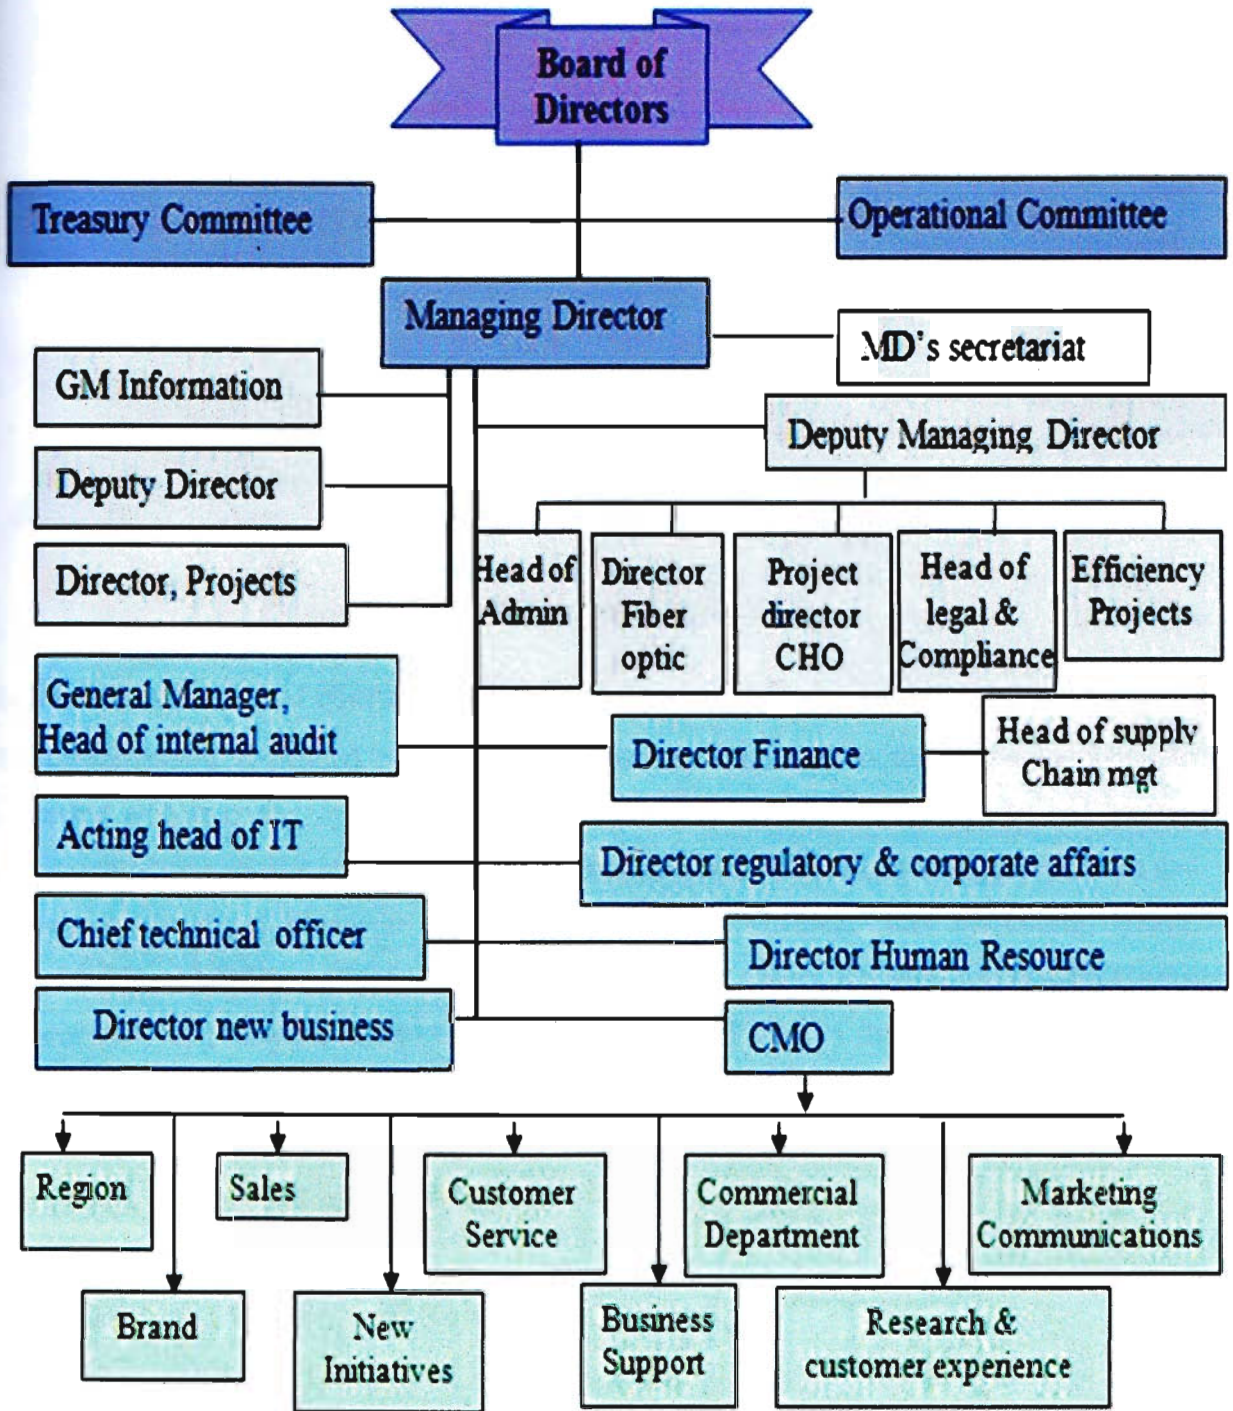 Board of
Directors
Treasury Committee
Operational Committee
Managing Director
MD's secretariat
GM Information
Deputy Managing Director
Deputy Director
Director, Projects
Head of
Admin
Director
Fiber
optic
Project
director
CHO
Head of
legal &
Compliance
Efficiency
Projects
General Manager,
Head of internal audit
Director Finance
Head of supply
Chain mgt
Acting head of IT
Director regulatory & corporate affairs
Chief technical officer
Director Human Resource
Director new business
CMO
Region
Sales
Customer
Service
Commercial
Department
Marketing
Communications
Brand
New
Initiatives
Business
Support
Research &
customer experience